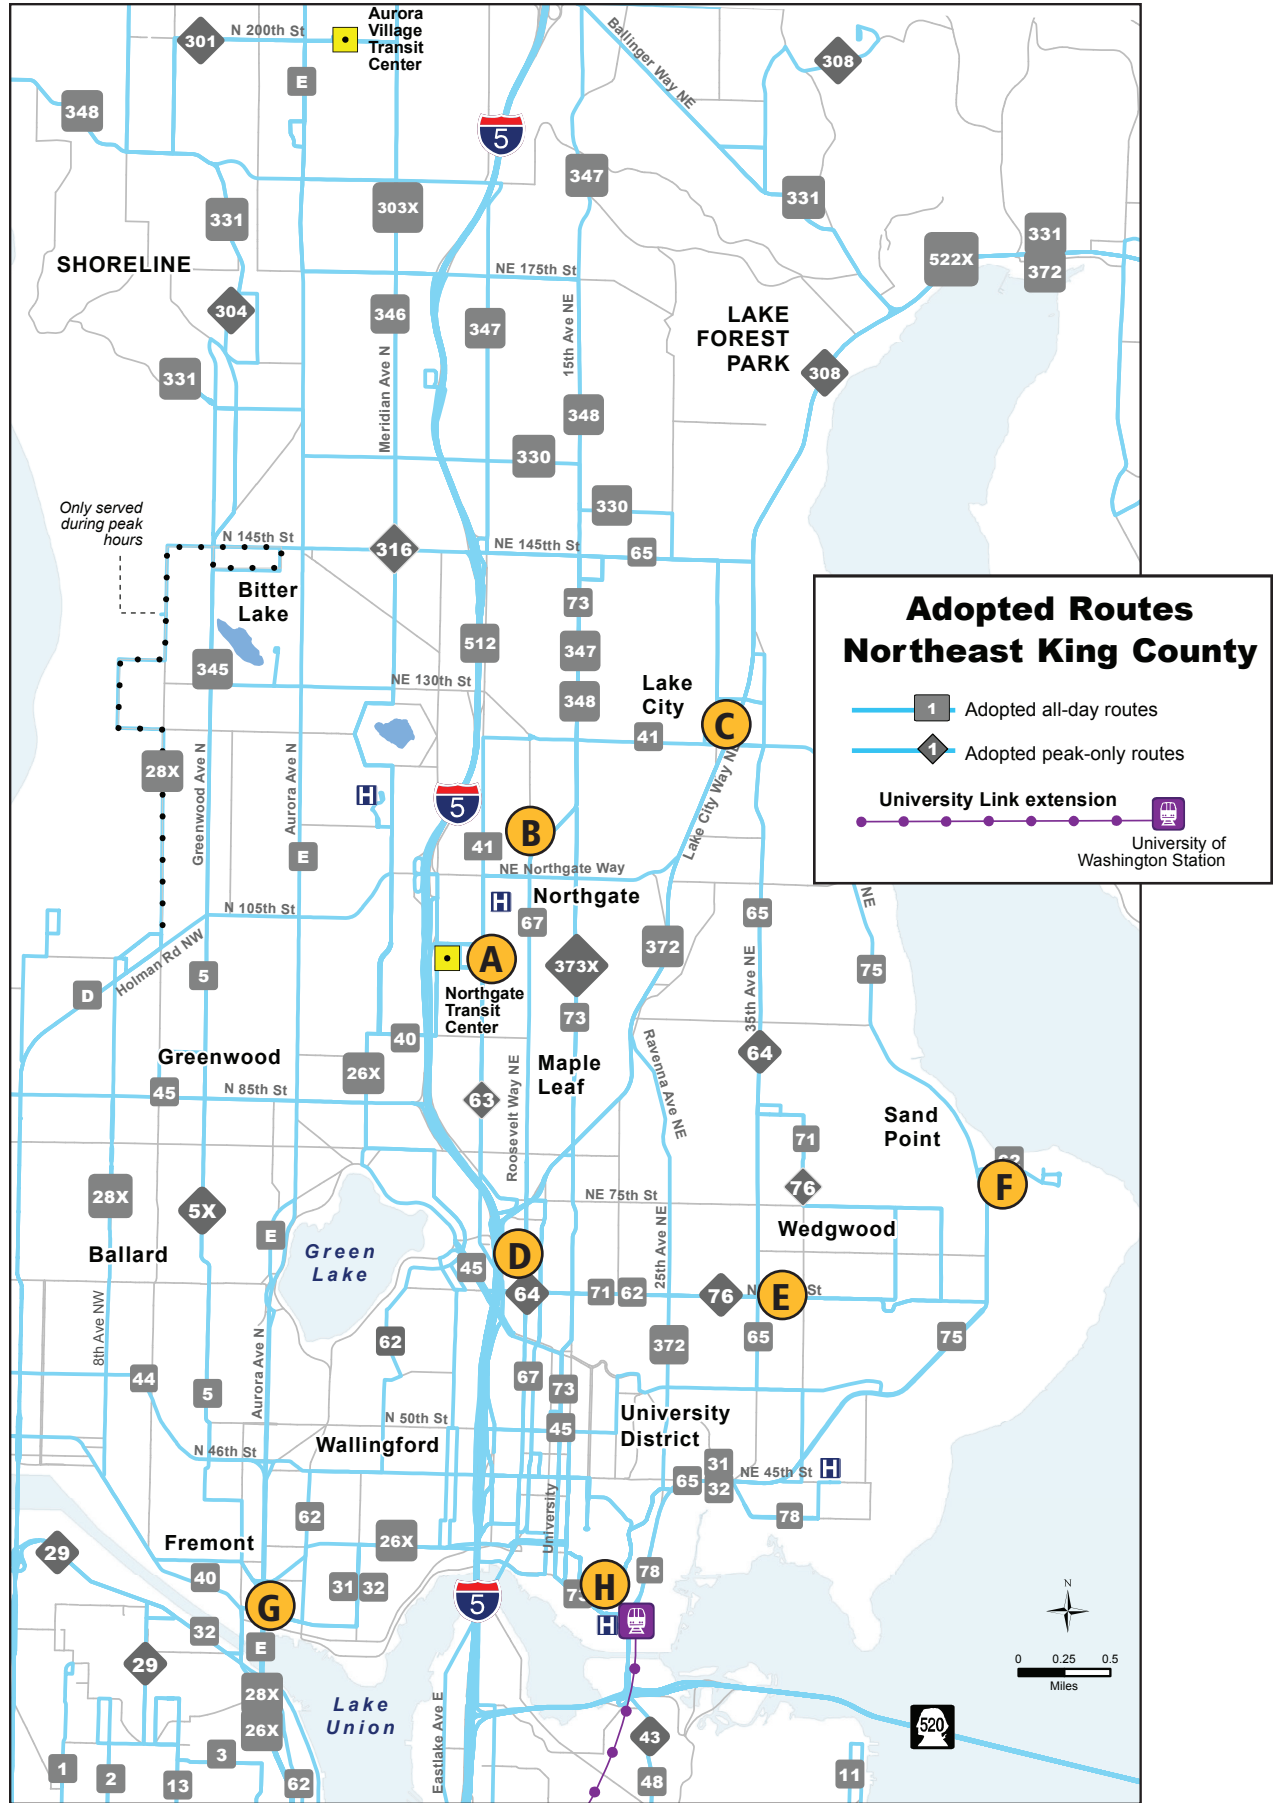 Aurora
Village
Transit
Center
N 200th St
301
E
348
5
Ballinger Way NE
308
347
331
303X
331
SHORELINE
NE 175th St
522X
331
372
304
346
347
15th Ave NE
LAKE
FOREST
PARK
308
331
Meridian Ave N
348
330
330
Only served
during peak
hours
N 145th St
316
NE 145tth St
65
Bitter
Lake
73
512
347
345
NE 130th St
348
Lake
City
C
41
Adopted Routes
Northeast King County
1
Adopted all-day routes
1
Adopted peak-only routes
University Link extension
University of
Washington Station
28X
Greenwood Ave N
Aurora Ave N
H
5
B
Lake City Way NE
E
41
NE Northgate Way
H
Northgate
NE
N 105th St
67
65
Holman Rd NW
372
A
373X
35th Ave NE
75
5
D
Northgate
Transit
Center
73
40
Greenwood
26X
Maple
Leaf
Roosevelt Way NE
Ravenna Ave NE
64
45
N 85th St
63
Sand
Point
71
F
28X
5X
76
NE 75th St
Wedgwood
E
Ballard
Green
Lake
D
45
25th Ave NE
64
71
62
76
N
E
St
8th Ave NW
62
372
65
75
Aurora Ave N
44
5
67
73
N 50th St
45
University
District
N 46th St
Wallingford
31
32
65
NE 45th St
H
62
University
78
Fremont
26X
29
40
31
32
5
H
78
G
H
32
E
29
N
0
0.25
0.5
Miles
28X
26X
Lake
Union
Eastlake Ave E
43
520
1
2
13
3
62
48
11